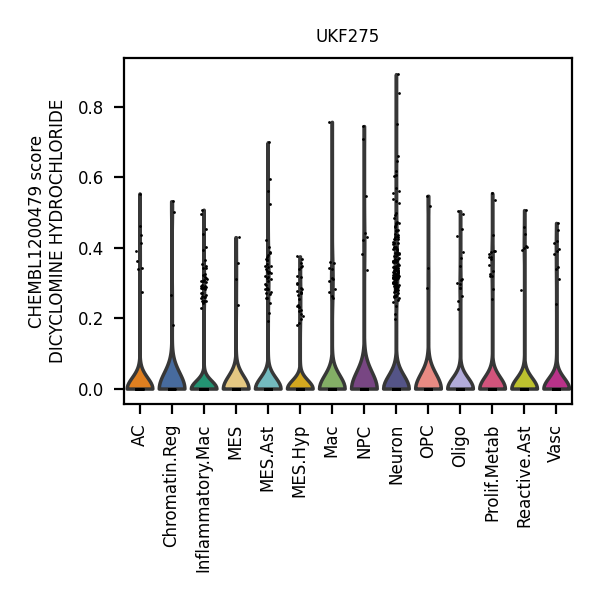 UKF275
CHEMBL1200479 score
DICYCLOMINE HYDROCHLORIDE
0.8
0.6
0.4
0.2
0.0
AC
Chromatin.Reg
Inflammatory.Mac
MES
MES.Ast
MES.Hyp
Mac
NPC
Neuron
OPC
Oligo
Prolif.Metab
Reactive.Ast
Vasc